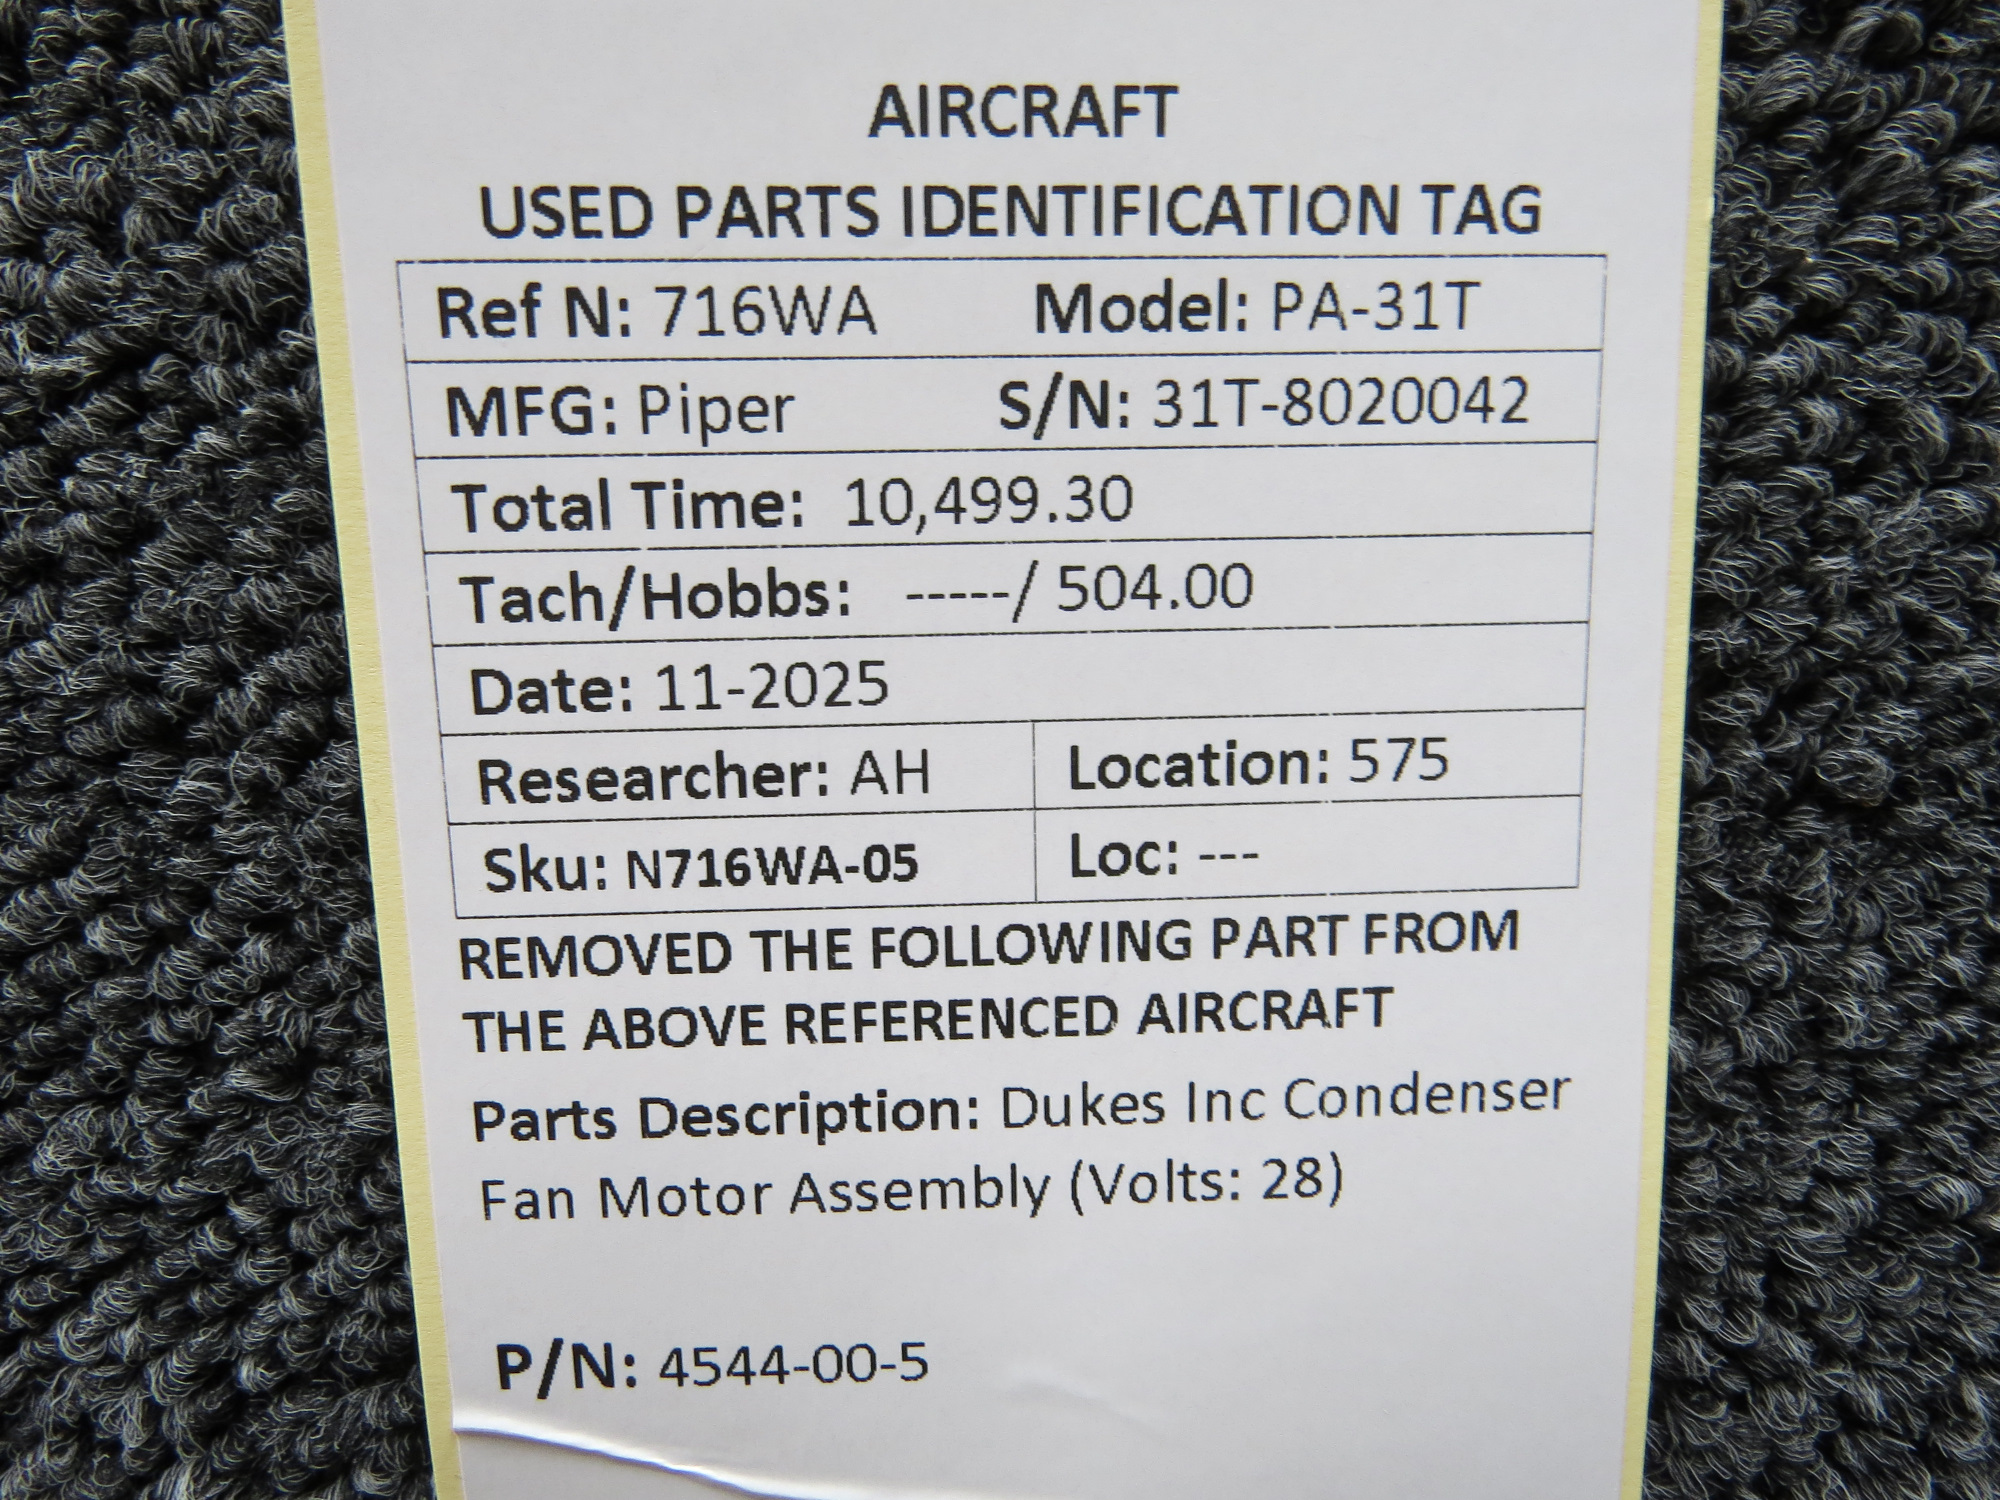 AIRCRAFT
USED PARTS IDENTIFICATION TAG
Ref N: 716WA Model: PA-31T
MFG: Piper S/N: 31T-8020042
Total Time: 10,499.30
Tach/Hobbs: -----/ 504.00
Date: 11-2025
Researcher: AH Location: 575
Sku: N716WA-05 Loc: ---
REMOVED THE FOLLOWING PART FROM
THE ABOVE REFERENCED AIRCRAFT
Parts Description: Dukes Inc Condenser
Fan Motor Assembly (Volts: 28)
P/N: 4544-00-5